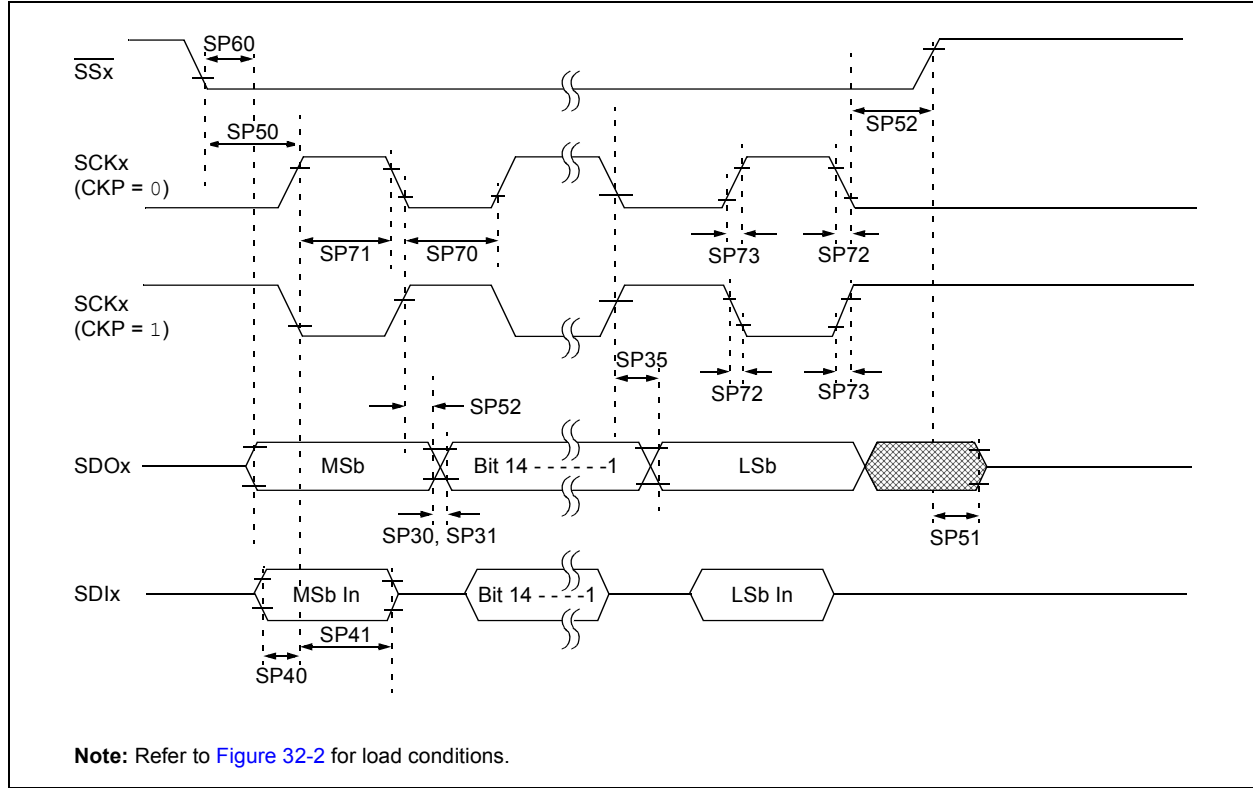 SP60
SSx
SP52
SP50
SCKx
(CKP = 0)
SP71
SP70
SP73
SP72
SCKx
(CKP = 1)
SP35
SP72
SP73
SP52
SDOx
MSb
Bit 14 - - - - - -1
LSb
SP30, SP31
SP51
SDIx
MSb In
Bit 14 - - - -1
LSb In
SP41
SP40
Note: Refer to Figure 32-2 for load conditions.